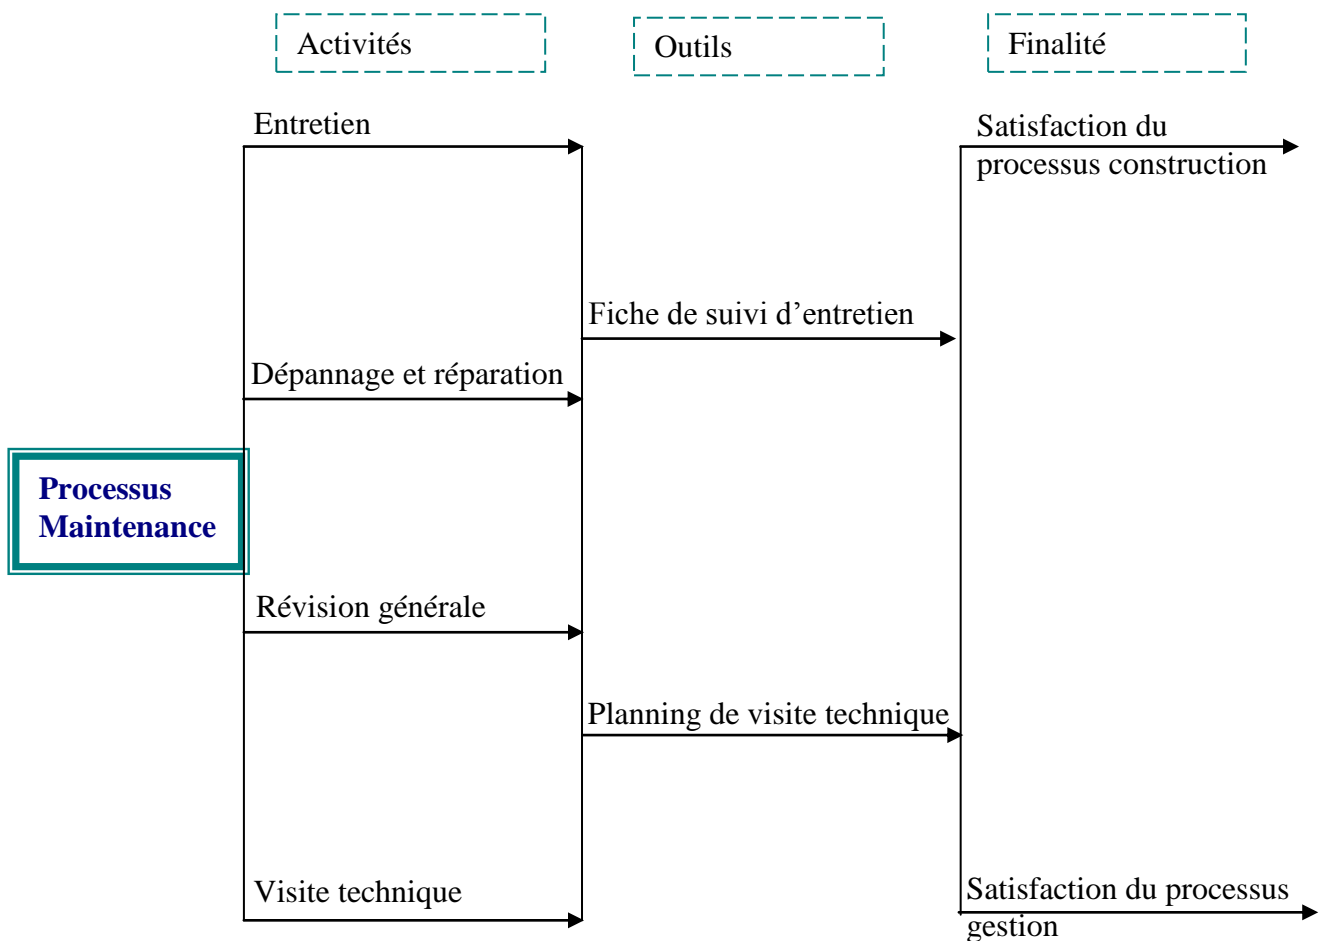 Activités
Outils
Finalité
Entretien
Satisfaction du
processus construction
Fiche de suivi d’entretien
Dépannage et réparation
Processus
Maintenance
Révision générale
Planning de visite technique
Visite technique
Satisfaction du processus
gestion